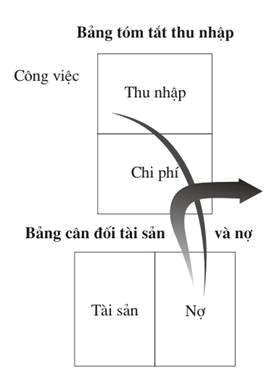 Bảng tóm tắt thu nhập
Công việc
Thu nhập
Chi phí
Bảng cân đối tài sản và nợ
Tài sản
Nợ